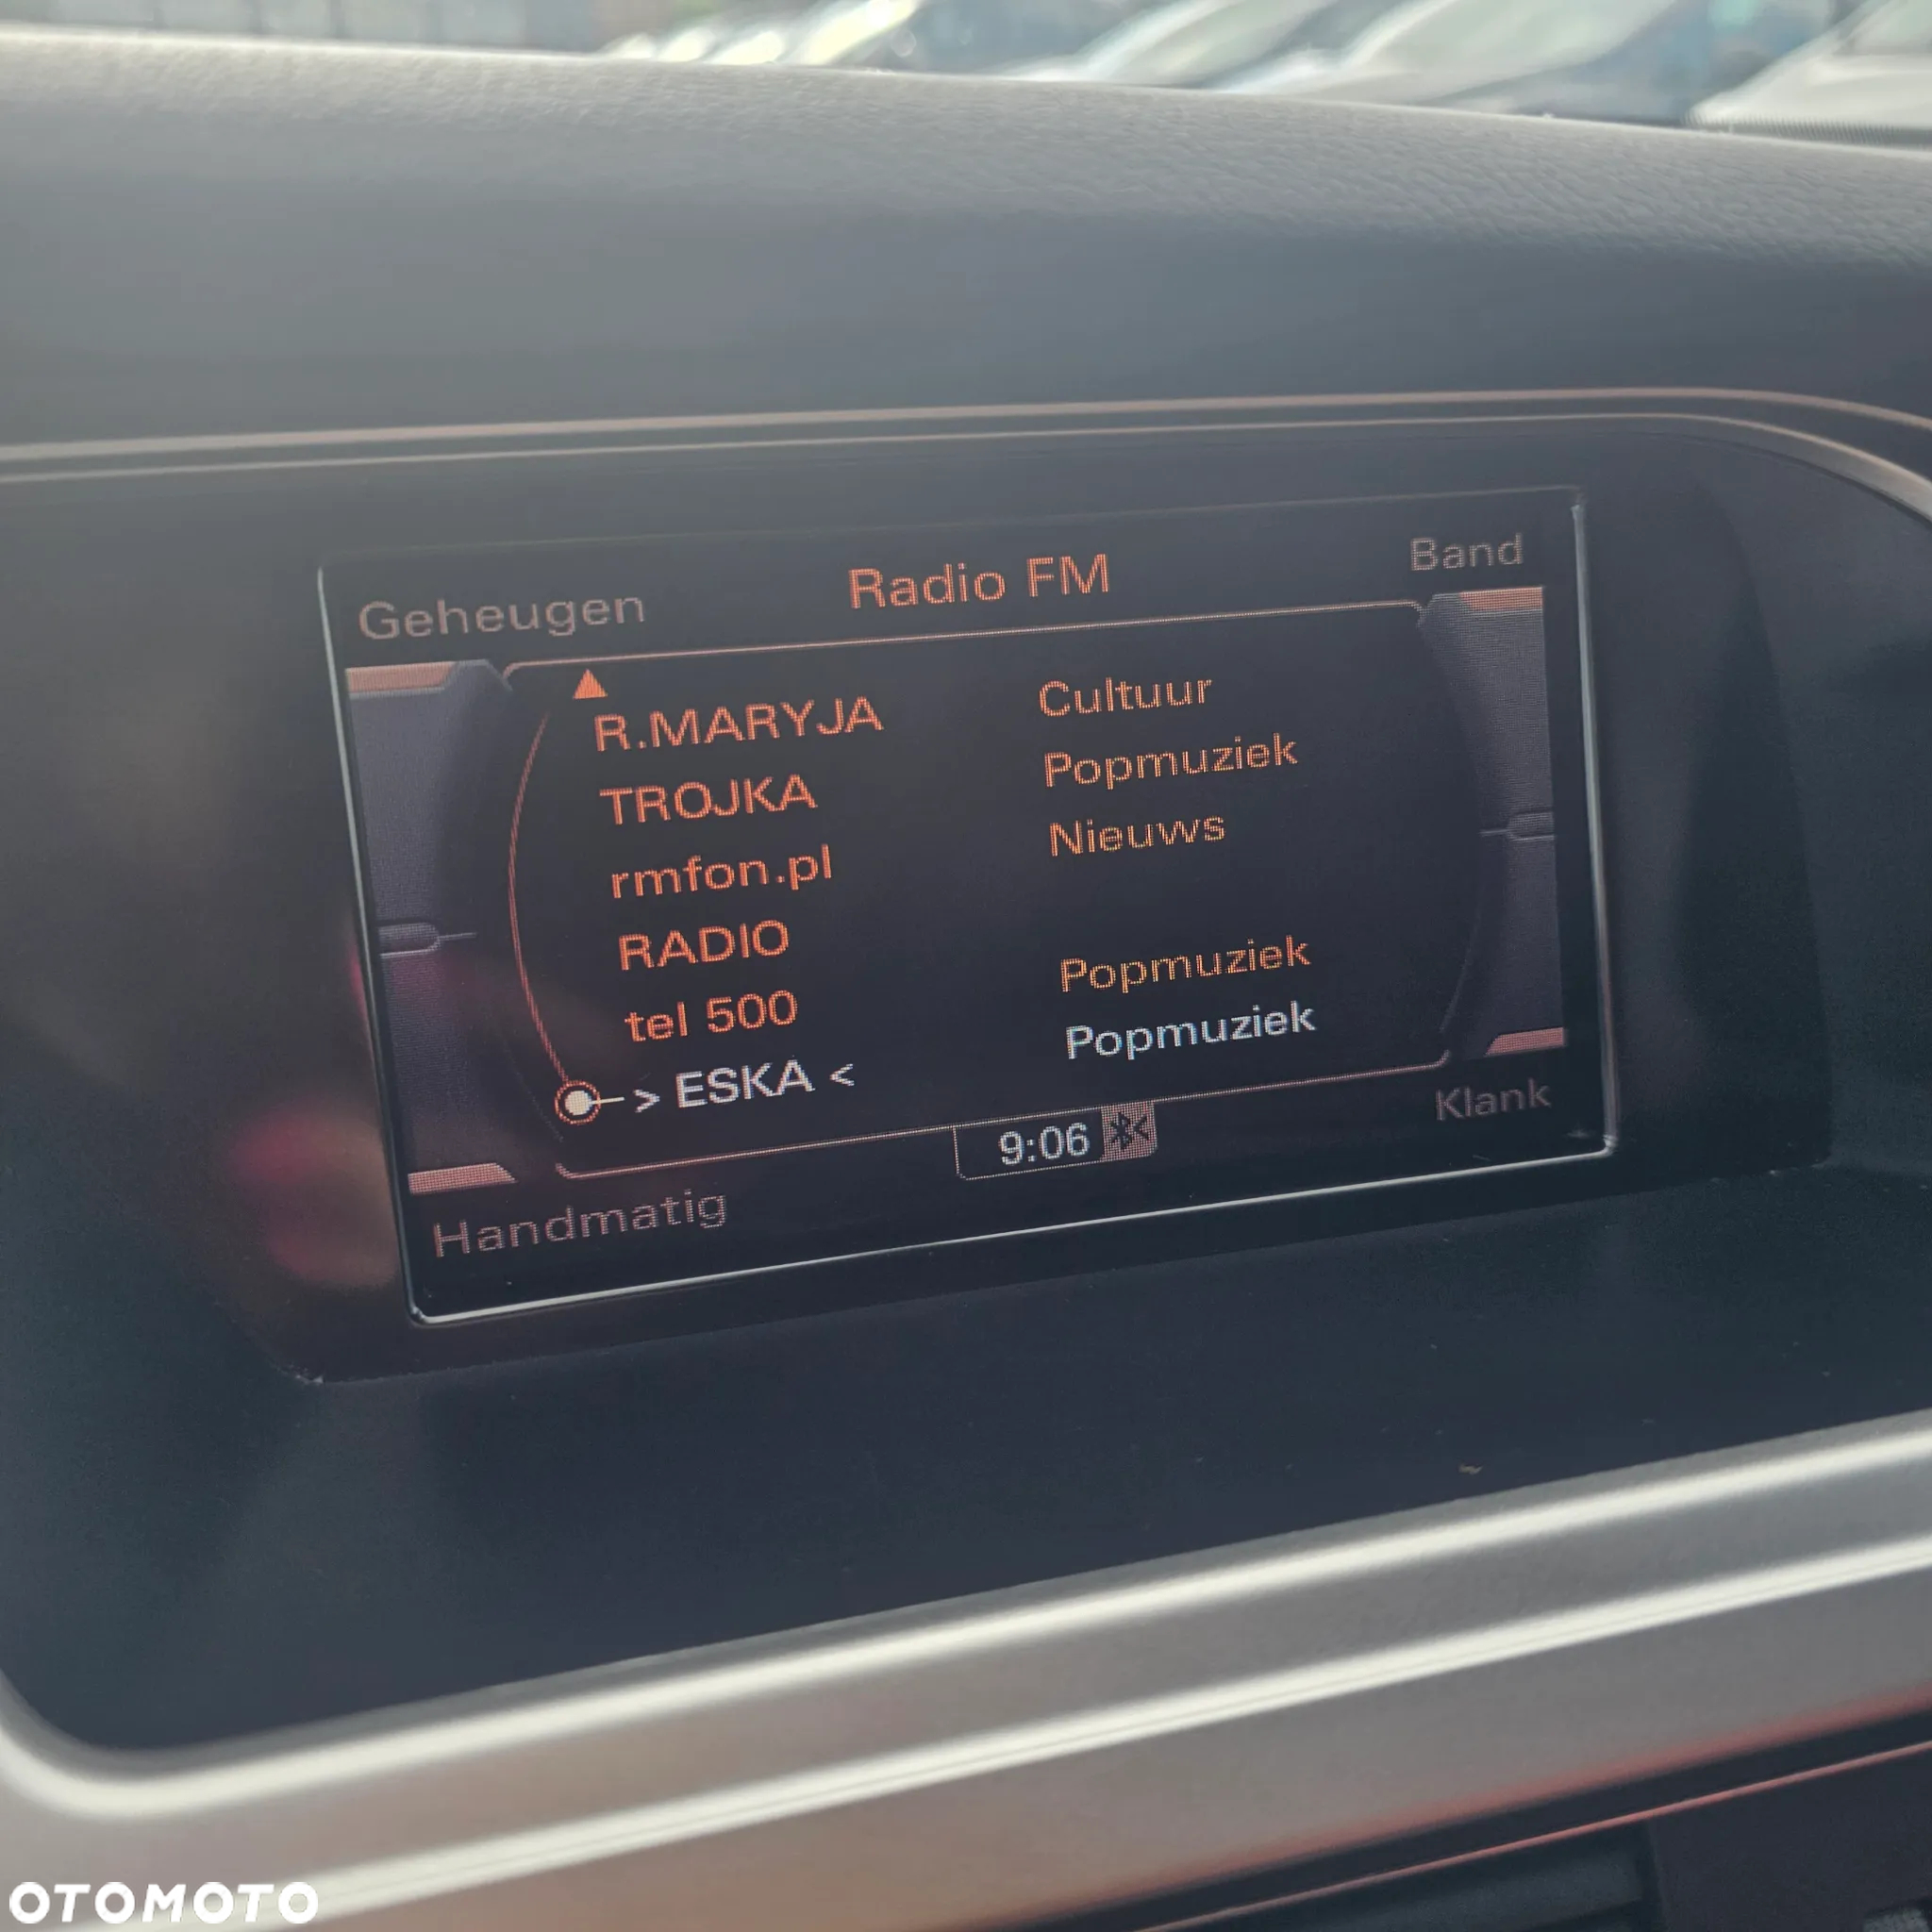 Geheugen
Radio FM
Band
R.MARYJA Cultuur
TROJKA Popmuziek
rmfon.pl Nieuws
RADIO
tel 500 Popmuziek
> ESKA < Popmuziek
9:06
Klank
Handmatig
OTOMOTO